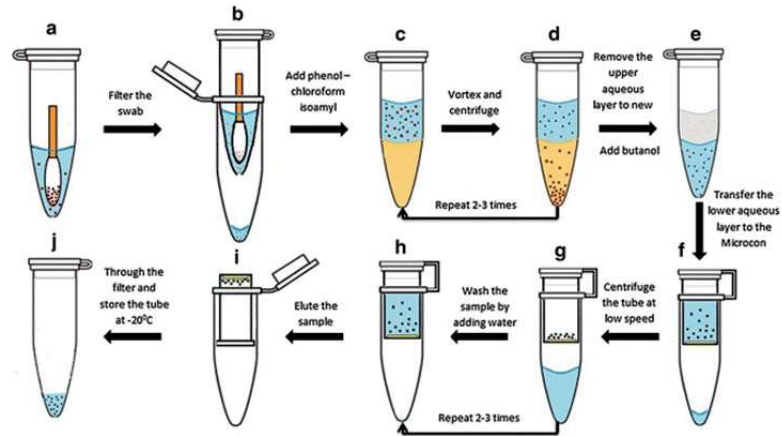 a
b
c
d
e
Filter the
swab
Add phenol –
chloroform
isoamyl
Vortex and
centrifuge
Remove the
upper
aqueous
layer to new
Add butanol
Repeat 2-3 times
Transfer the
lower aqueous
layer to the
Microcon
j
i
h
g
f
Through the
filter and
store the tube
at -20⁰C
Elute the
sample
Wash the
sample by
adding water
Centrifuge
the tube at
low speed
Repeat 2-3 times